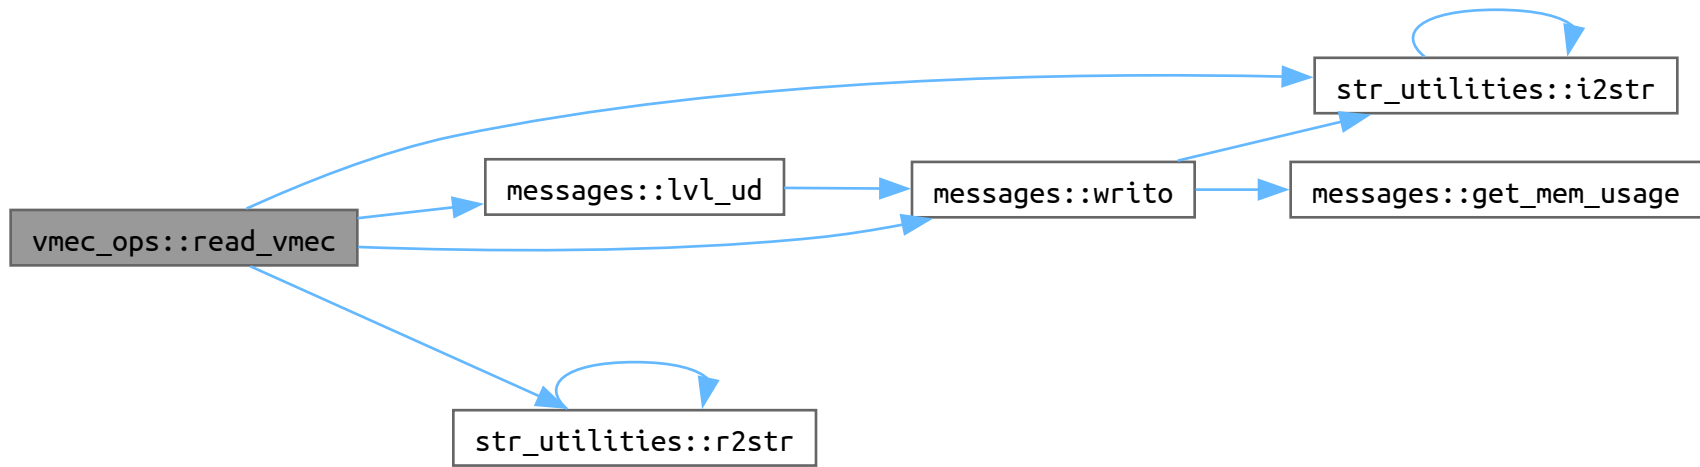 str_utilities::i2str
messages::lvl_ud
messages::writo
messages::get_mem_usage
vmec_ops::read_vmec
str_utilities::r2str